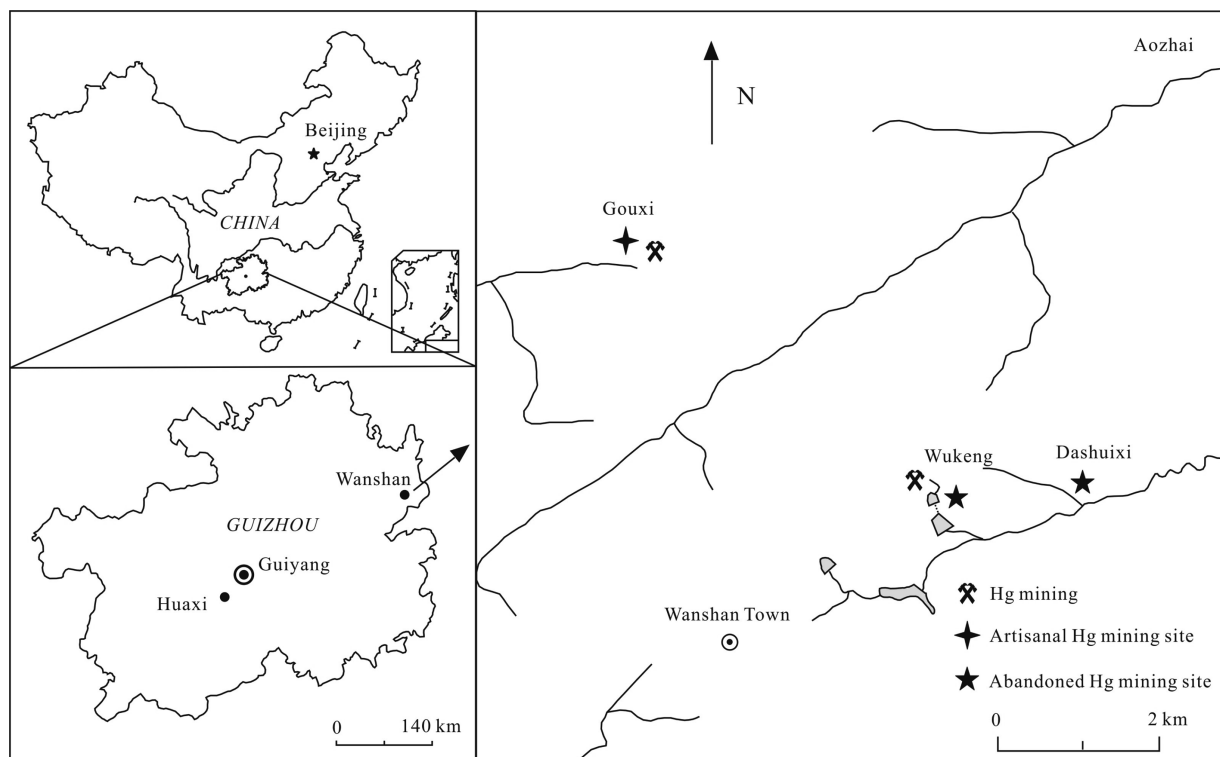 Beijing
CHINA
Wanshan
GUIZHOU
Guiyang
Huaxi
0 140 km
Aozhai
N
Gouxi
Wukeng
Dashuixi
Wanshan Town
Hg mining
Artisanal Hg mining site
Abandoned Hg mining site
0 2 km